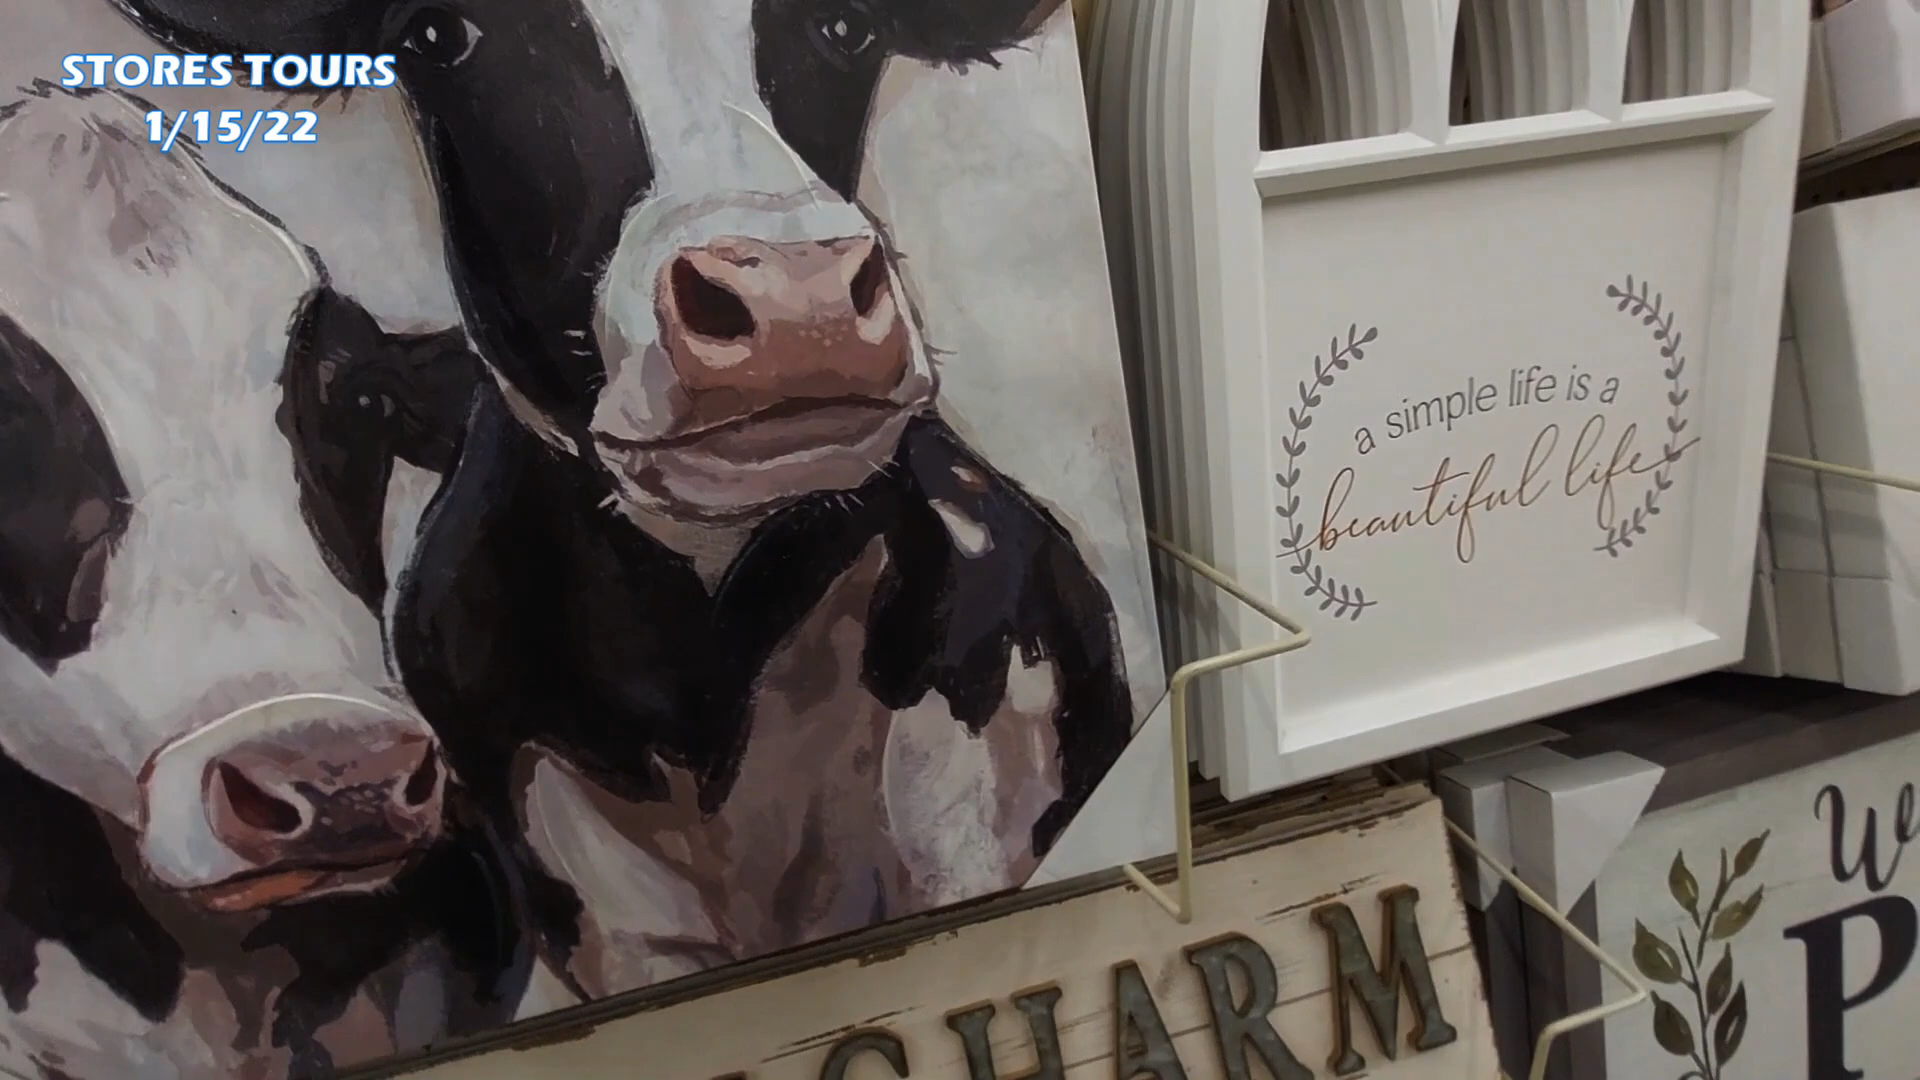 STORES TOURS
1/15/22
a simple life is a
beautiful life
CHARM